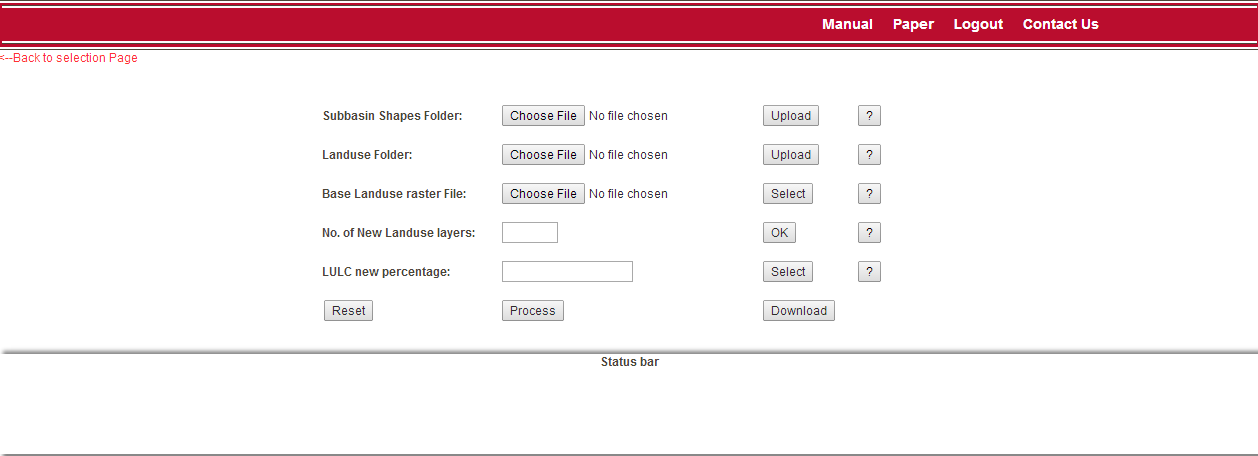 Manual Paper Logout Contact Us
<--Back to selection Page
Subbasin Shapes Folder: Choose File No file chosen Upload ?
Landuse Folder: Choose File No file chosen Upload ?
Base Landuse raster File: Choose File No file chosen Select ?
No. of New Landuse layers: OK ?
LULC new percentage: Select ?
Reset Process Download
Status bar